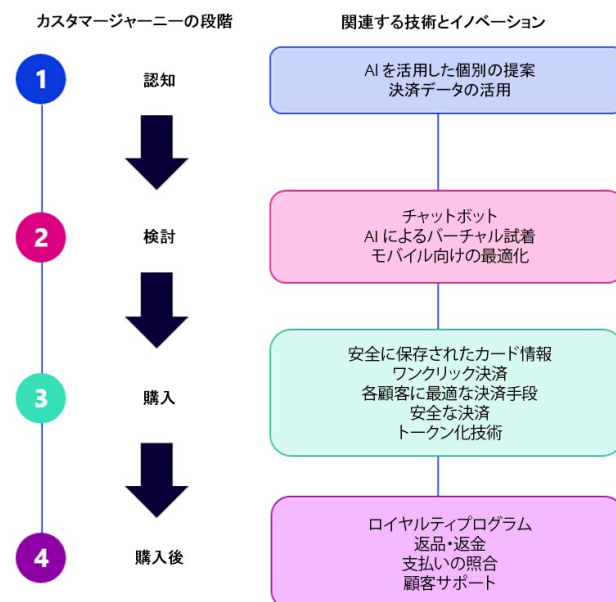 カスタマージャーニーの段階
関連する技術とイノベーション
1
認知
AIを活用した個別の提案
決済データの活用
2
検討
チャットボット
AIによるバーチャル試着
モバイル向けの最適化
3
購入
安全に保存されたカード情報
ワンクリック決済
各顧客に最適な決済手段
安全な決済
トークン化技術
4
購入後
ロイヤルティプログラム
返品・返金
支払いの照合
顧客サポート